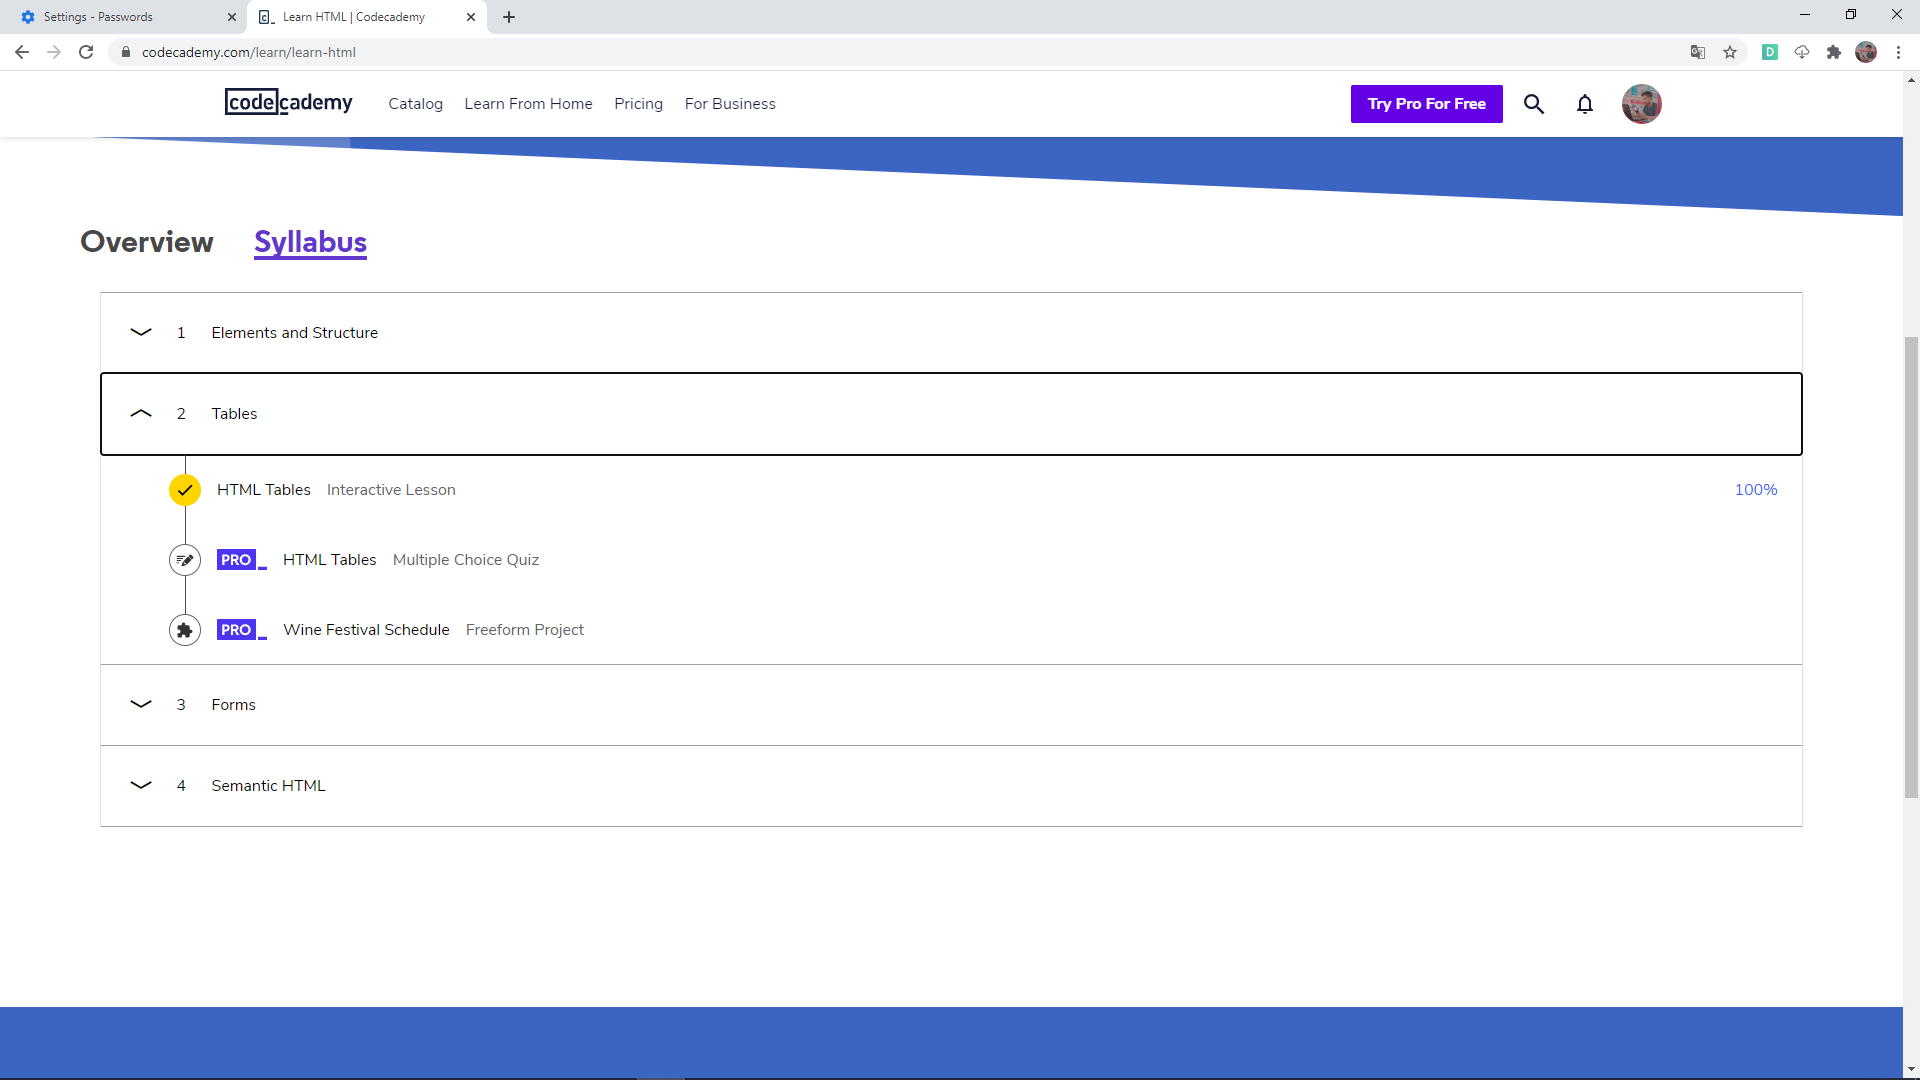 Settings - Passwords
Learn HTML | Codecademy
codecademy.com/learn/learn-html
D
codecademy
Catalog
Learn From Home
Pricing
For Business
Try Pro For Free
Overview
Syllabus
1 Elements and Structure
2 Tables
HTML Tables Interactive Lesson 100%
PRO_ HTML Tables Multiple Choice Quiz
PRO_ Wine Festival Schedule Freeform Project
3 Forms
4 Semantic HTML